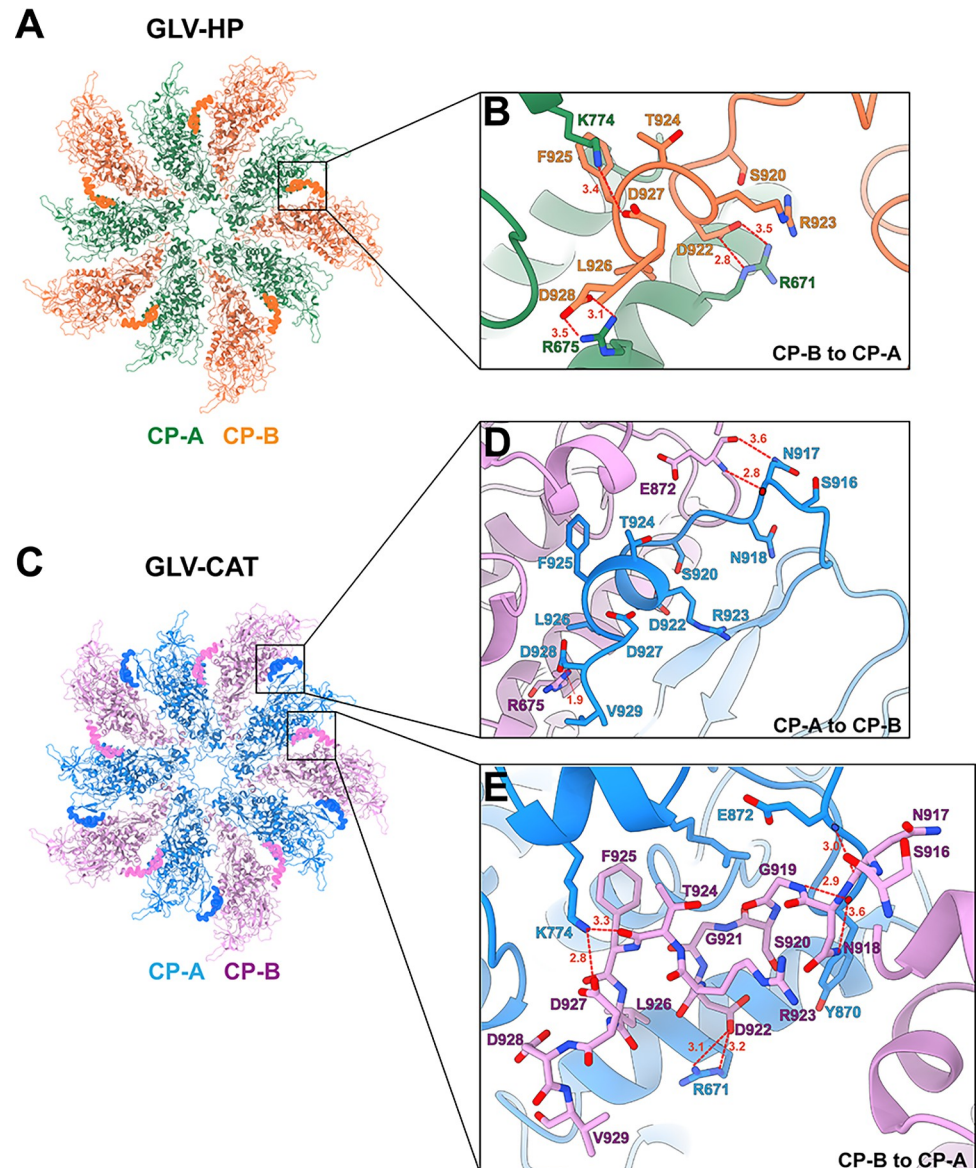 A
GLV-HP
CP-A CP-B
B
K774
T924
F925
3.4
D927
S920
R923
3.5
D922
2.8
L926
R671
D928
3.1
3.5
R675
CP-B to CP-A
C
GLV-CAT
CP-A CP-B
D
3.6
N917
2.8
S916
E872
T924
N918
F925
S920
R923
L926
D922
D928
D927
R675
1.9
V929
CP-A to CP-B
E
E872
N917
3.0
S916
F925
G919
2.9
T924
3.6
K774
3.3
G921
S920
N918
2.8
D927
L926
R923
Y870
D922
D928
3.1
3.2
R671
V929
CP-B to CP-A